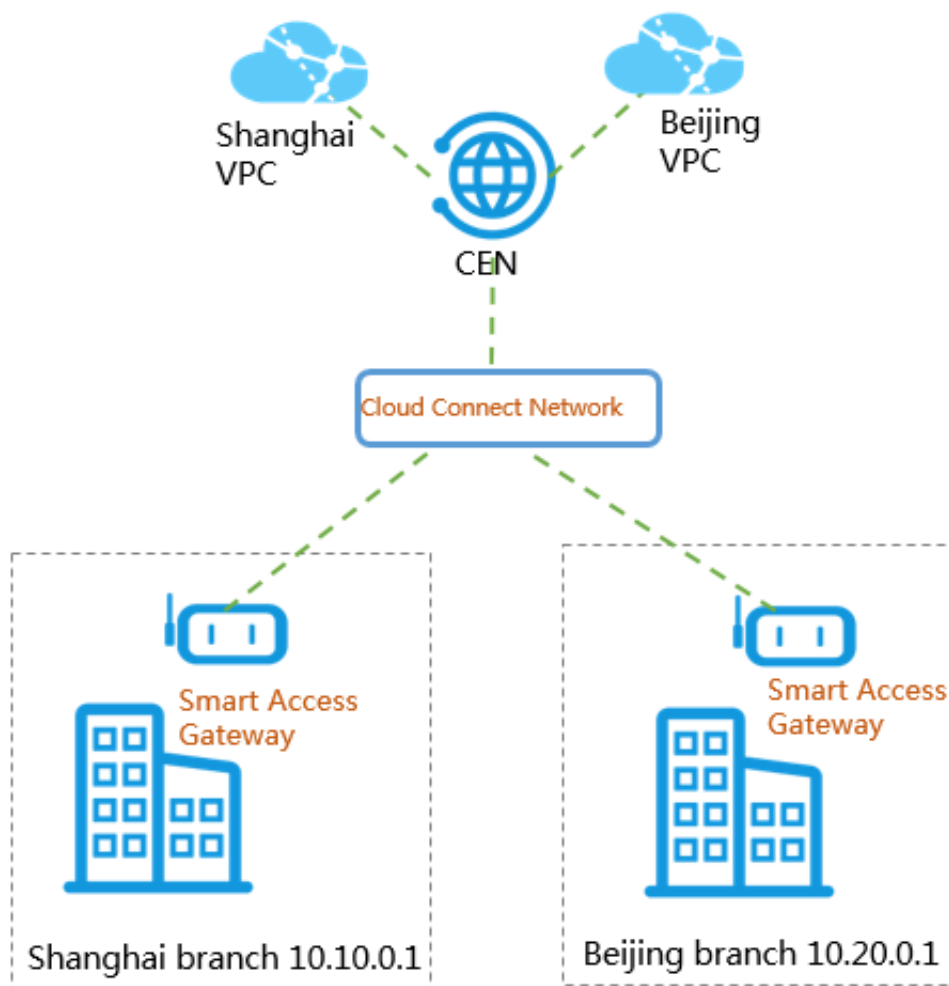 Shanghai
VPC
Beijing
VPC
CEN
Cloud Connect Network
Smart Access
Gateway
Smart Access
Gateway
Shanghai branch 10.10.0.1
Beijing branch 10.20.0.1